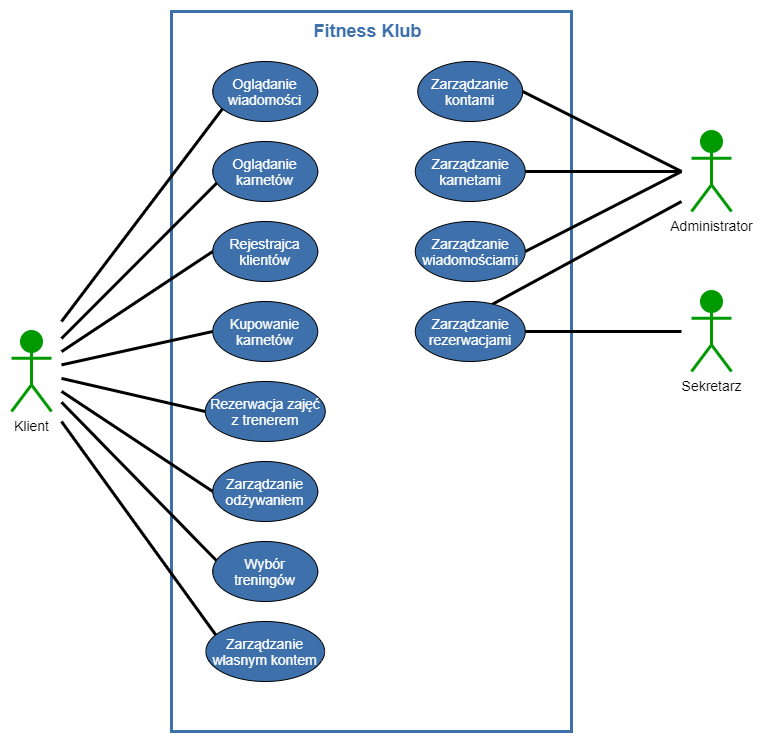 Fitness Klub
Oglądanie
wiadomości
Oglądanie
karnetów
Rejestrajca
klientów
Kupowanie
karnetów
Rezerwacja zajęć
z trenerem
Zarządzanie
odżywaniem
Wybór
treningów
Zarządzanie
własnym kontem
Zarządzanie
kontami
Zarządzanie
karnetami
Zarządzanie
wiadomościami
Zarządzanie
rezerwacjami
Klient
Administrator
Sekretarz